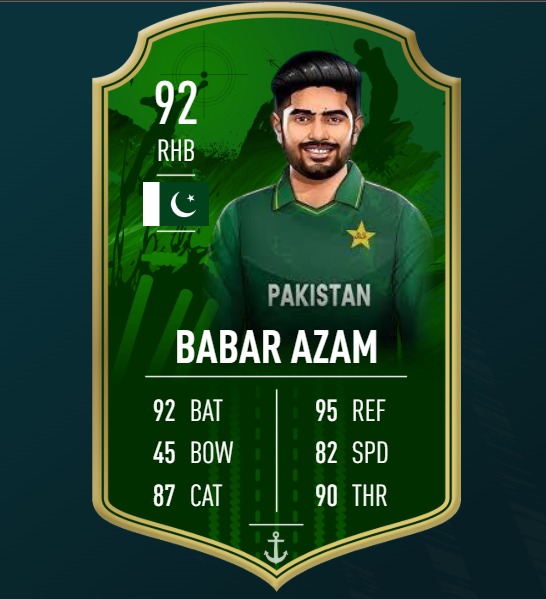 92
RHB
PAKISTAN
BABAR AZAM
92 BAT
45 BOW
87 CAT
95 REF
82 SPD
90 THR